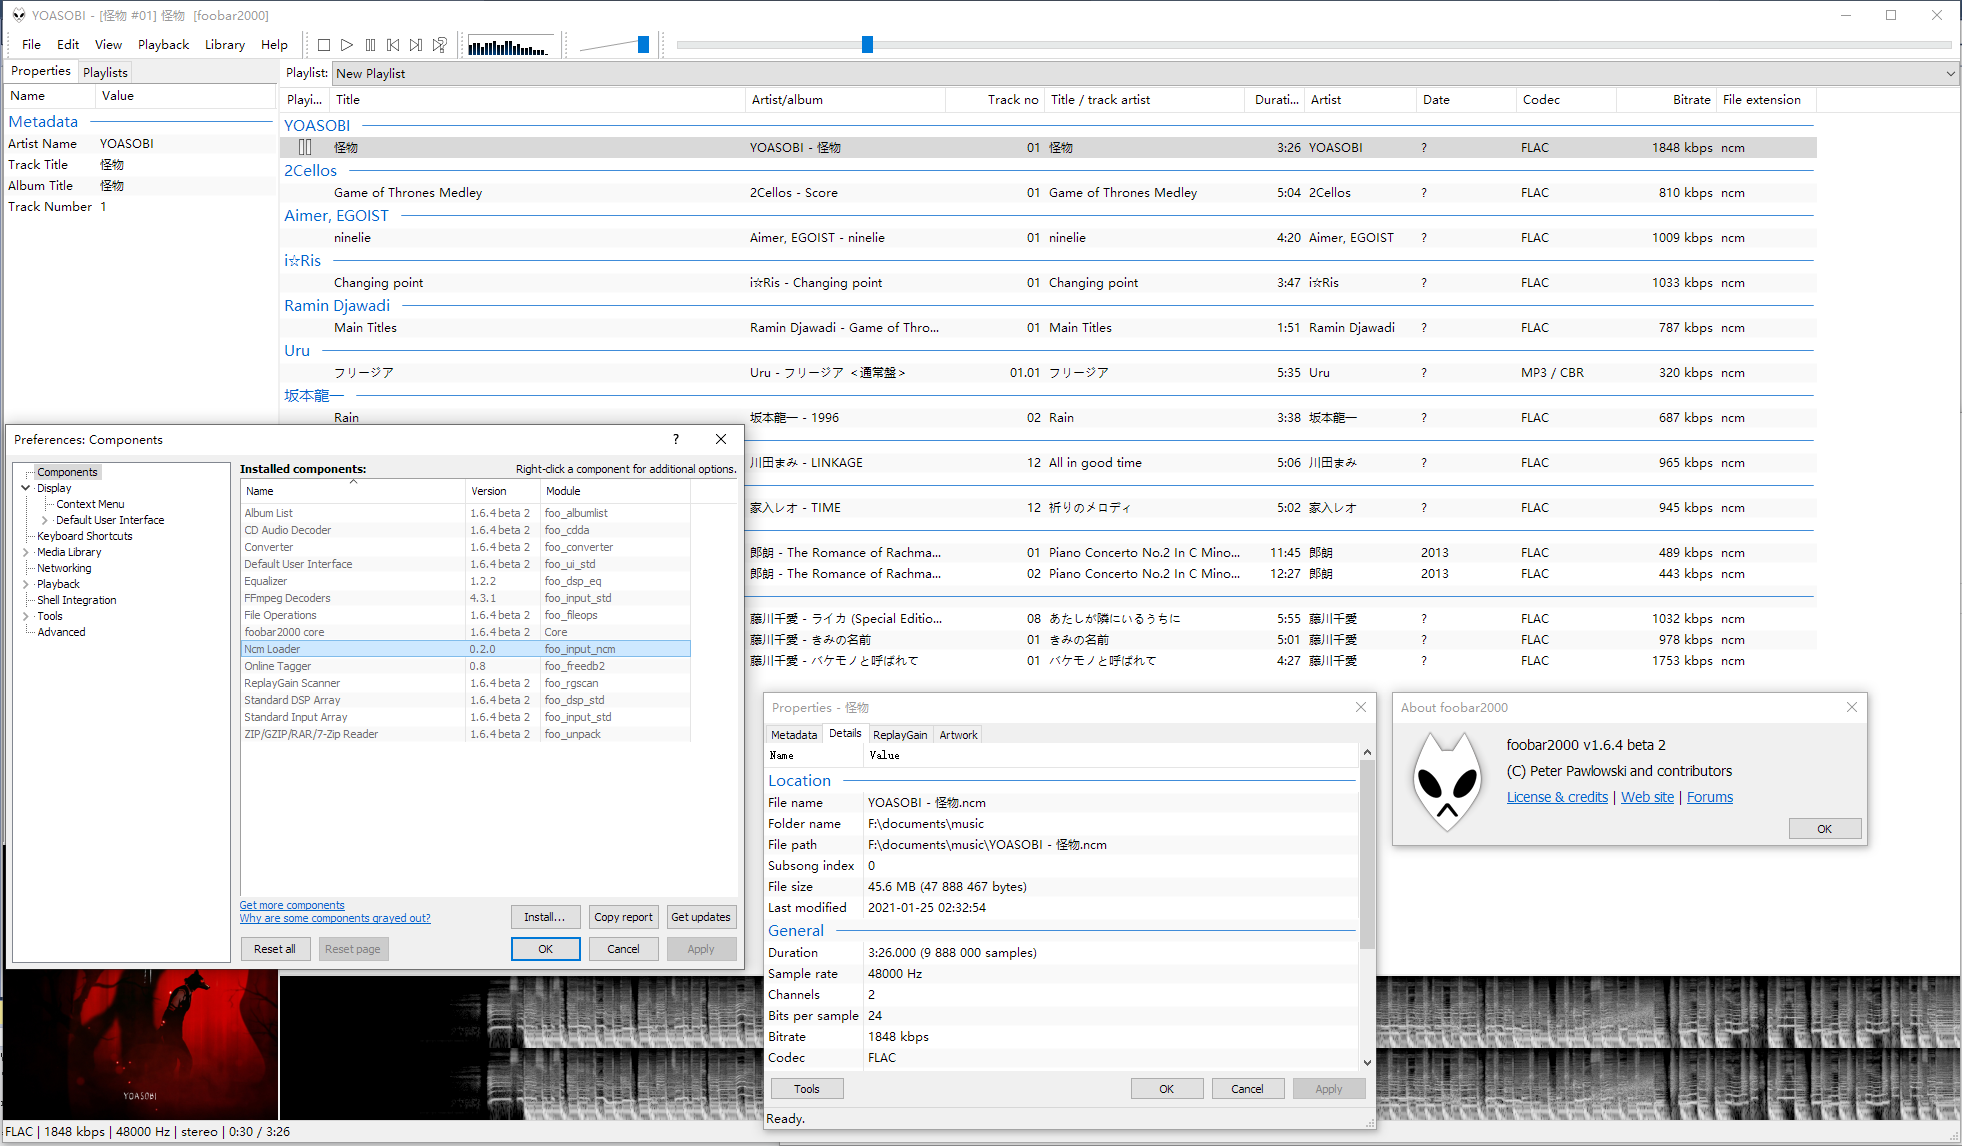 YOASOBI - [怪物 #01] 怪物 [foobar2000]
File Edit View Playback Library Help
Properties Playlists
Name Value
Metadata
Artist Name YOASOBI
Track Title 怪物
Album Title 怪物
Track Number 1
Playlist: New Playlist
Playi... Title Artist/album Track no Title / track artist Durati... Artist Date Codec Bitrate File extension
YOASOBI
怪物 YOASOBI - 怪物 01 怪物 3:26 YOASOBI ? FLAC 1848 kbps ncm
2Cellos
Game of Thrones Medley 2Cellos - Score 01 Game of Thrones Medley 5:04 2Cellos ? FLAC 810 kbps ncm
Aimer, EGOIST
ninelie Aimer, EGOIST - ninelie 01 ninelie 4:20 Aimer, EGOIST ? FLAC 1009 kbps ncm
i☆Ris
Changing point i☆Ris - Changing point 01 Changing point 3:47 i☆Ris ? FLAC 1033 kbps ncm
Ramin Djawadi
Main Titles Ramin Djawadi - Game of Thro... 01 Main Titles 1:51 Ramin Djawadi ? FLAC 787 kbps ncm
Uru
フリージア Uru - フリージア ＜通常盤＞ 01.01 フリージア 5:35 Uru ? MP3 / CBR 320 kbps ncm
坂本龍一
Rain 坂本龍一 - 1996 02 Rain 3:38 坂本龍一 ? FLAC 687 kbps ncm
川田まみ - LINKAGE 12 All in good time 5:06 川田まみ ? FLAC 965 kbps ncm
家入レオ - TIME 12 祈りのメロディ 5:02 家入レオ ? FLAC 945 kbps ncm
郎朗 - The Romance of Rachma... 01 Piano Concerto No.2 In C Mino... 11:45 郎朗 2013 FLAC 489 kbps ncm
郎朗 - The Romance of Rachma... 02 Piano Concerto No.2 In C Mino... 12:27 郎朗 2013 FLAC 443 kbps ncm
藤川千愛 - ライカ (Special Editio... 08 あたしが隣にいるうちに 5:55 藤川千愛 ? FLAC 1032 kbps ncm
藤川千愛 - きみの名前 01 きみの名前 5:01 藤川千愛 ? FLAC 978 kbps ncm
藤川千愛 - バケモノと呼ばれて 01 バケモノと呼ばれて 4:27 藤川千愛 ? FLAC 1753 kbps ncm
Preferences: Components ?
Components
Display
Context Menu
Default User Interface
Keyboard Shortcuts
Media Library
Networking
Playback
Shell Integration
Tools
Advanced
Installed components: Right-click a component for additional options.
Name Version Module
Album List 1.6.4 beta 2 foo_albumlist
CD Audio Decoder 1.6.4 beta 2 foo_cdda
Converter 1.6.4 beta 2 foo_converter
Default User Interface 1.6.4 beta 2 foo_ui_std
Equalizer 1.2.2 foo_dsp_eq
FFmpeg Decoders 4.3.1 foo_input_std
File Operations 1.6.4 beta 2 foo_fileops
foobar2000 core 1.6.4 beta 2 Core
Ncm Loader 0.2.0 foo_input_ncm
Online Tagger 0.8 foo_freedb2
ReplayGain Scanner 1.6.4 beta 2 foo_rgscan
Standard DSP Array 1.6.4 beta 2 foo_dsp_std
Standard Input Array 1.6.4 beta 2 foo_input_std
ZIP/GZIP/RAR/7-Zip Reader 1.6.4 beta 2 foo_unpack
Get more components
Why are some components grayed out?
Install... Copy report Get updates
Reset all Reset page OK Cancel Apply
Properties - 怪物
Metadata Details ReplayGain Artwork
Name Value
Location
File name YOASOBI - 怪物.ncm
Folder name F:\documents\music
File path F:\documents\music\YOASOBI - 怪物.ncm
Subsong index 0
File size 45.6 MB (47 888 467 bytes)
Last modified 2021-01-25 02:32:54
General
Duration 3:26.000 (9 888 000 samples)
Sample rate 48000 Hz
Channels 2
Bits per sample 24
Bitrate 1848 kbps
Codec FLAC
Tools OK Cancel Apply
Ready.
About foobar2000
foobar2000 v1.6.4 beta 2
(C) Peter Pawlowski and contributors
License & credits | Web site | Forums
OK
YOASOBI
FLAC | 1848 kbps | 48000 Hz | stereo | 0:30 / 3:26